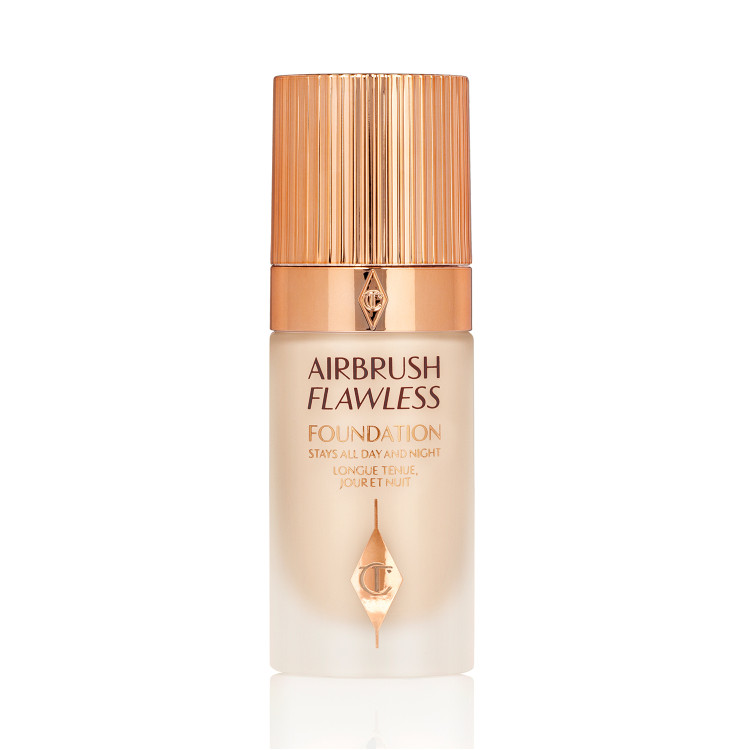 AIRBRUSH
FLAWLESS
FOUNDATION
STAYS ALL DAY AND NIGHT
LONGUE TENUE,
JOUR ET NUIT